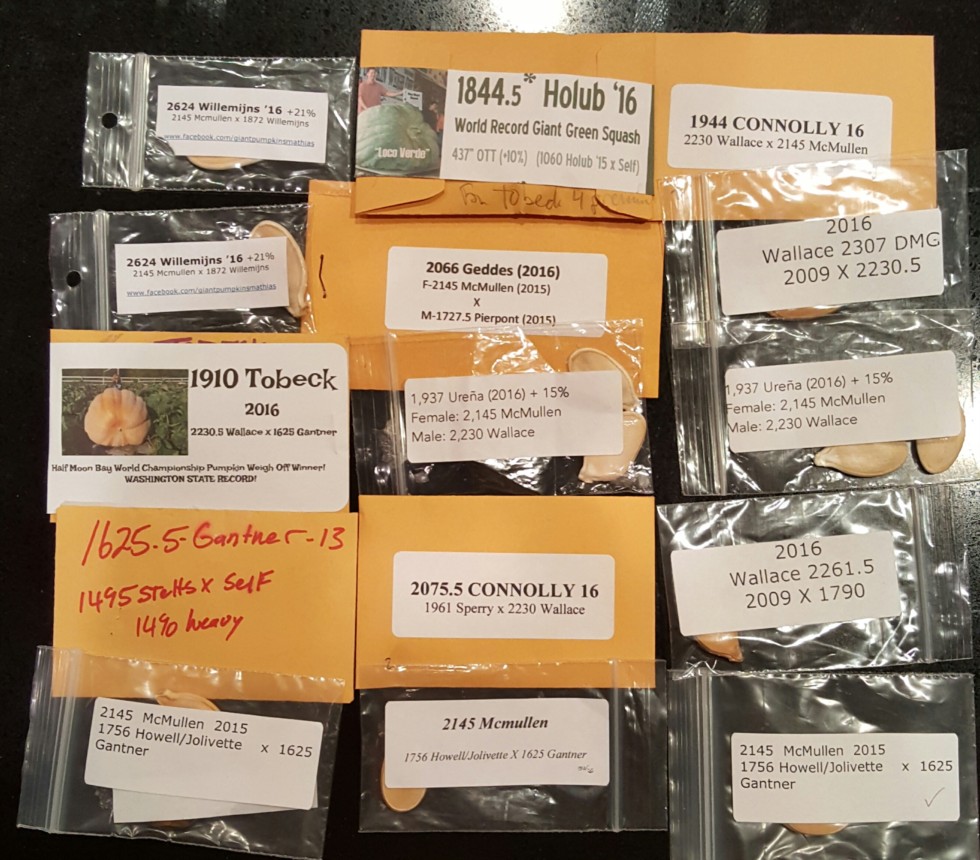 2624 Willemijns '16 +21%
2145 Mcmullen x 1872 Willemijns
www.facebook.com/giantpumpkinsmathias
1844.5* Holub '16
World Record Giant Green Squash
437" OTT (+10%) (1060 Holub '15 x Self)
"Loco Verde"
For Tobeck 4
1944 CONNOLLY 16
2230 Wallace x 2145 McMullen
2624 Willemijns '16 +21%
2145 Mcmullen x 1872 Willemijns
www.facebook.com/giantpumpkinsmathias
2066 Geddes (2016)
F-2145 McMullen (2015)
X
M-1727.5 Pierpont (2015)
2016
Wallace 2307 DMG
2009 X 2230.5
1910 Tobeck
2016
2230.5 Wallace x 1625 Gantner
Half Moon Bay World Championship Pumpkin Weigh Off Winner!
WASHINGTON STATE RECORD!
1,937 Ureña (2016) + 15%
Female: 2,145 McMullen
Male: 2,230 Wallace
1,937 Ureña (2016) + 15%
Female: 2,145 McMullen
Male: 2,230 Wallace
1625.5-Gantner-13
1495 Stelts x Self
14% heavy
2075.5 CONNOLLY 16
1961 Sperry x 2230 Wallace
2016
Wallace 2261.5
2009 X 1790
2145 McMullen 2015
1756 Howell/Jolivette x 1625
Gantner
2145 Mcmullen
1756 Howell/Jolivette X 1625 Gantner
2145 McMullen 2015
1756 Howell/Jolivette x 1625
Gantner